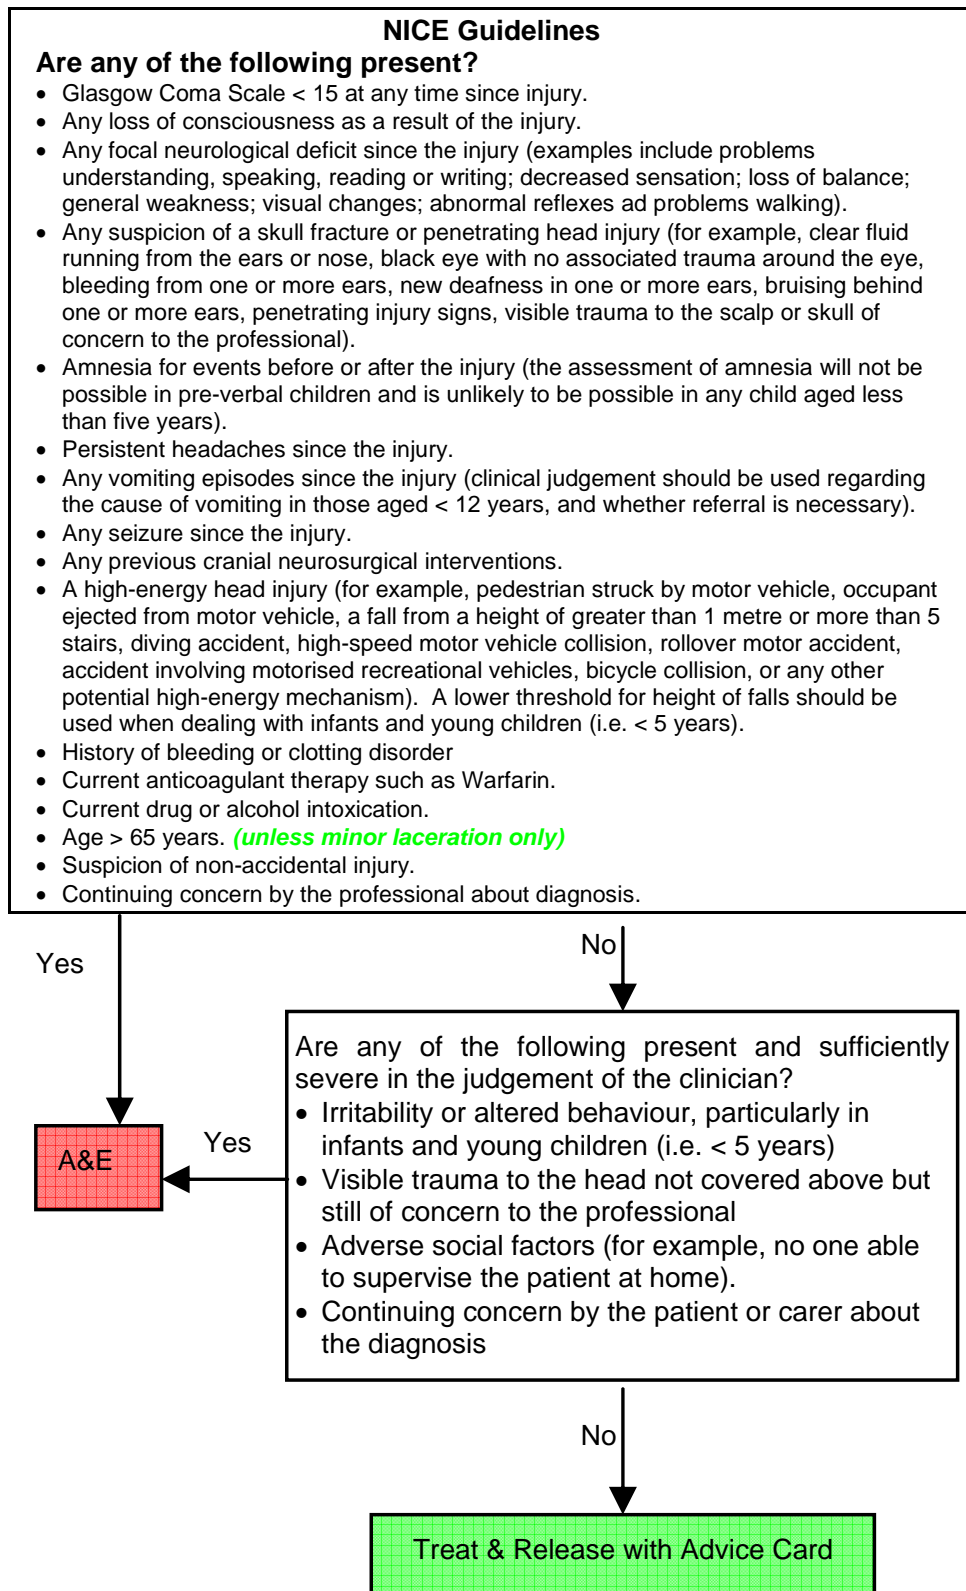 NICE Guidelines
Are any of the following present?
• Glasgow Coma Scale < 15 at any time since injury.
• Any loss of consciousness as a result of the injury.
• Any focal neurological deficit since the injury (examples include problems
understanding, speaking, reading or writing; decreased sensation; loss of balance;
general weakness; visual changes; abnormal reflexes ad problems walking).
• Any suspicion of a skull fracture or penetrating head injury (for example, clear fluid
running from the ears or nose, black eye with no associated trauma around the eye,
bleeding from one or more ears, new deafness in one or more ears, bruising behind
one or more ears, penetrating injury signs, visible trauma to the scalp or skull of
concern to the professional).
• Amnesia for events before or after the injury (the assessment of amnesia will not be
possible in pre-verbal children and is unlikely to be possible in any child aged less
than five years).
• Persistent headaches since the injury.
• Any vomiting episodes since the injury (clinical judgement should be used regarding
the cause of vomiting in those aged < 12 years, and whether referral is necessary).
• Any seizure since the injury.
• Any previous cranial neurosurgical interventions.
• A high-energy head injury (for example, pedestrian struck by motor vehicle, occupant
ejected from motor vehicle, a fall from a height of greater than 1 metre or more than 5
stairs, diving accident, high-speed motor vehicle collision, rollover motor accident,
accident involving motorised recreational vehicles, bicycle collision, or any other
potential high-energy mechanism). A lower threshold for height of falls should be
used when dealing with infants and young children (i.e. < 5 years).
• History of bleeding or clotting disorder
• Current anticoagulant therapy such as Warfarin.
• Current drug or alcohol intoxication.
• Age > 65 years. (unless minor laceration only)
• Suspicion of non-accidental injury.
• Continuing concern by the professional about diagnosis.
Yes
No
Are any of the following present and sufficiently
severe in the judgement of the clinician?
• Irritability or altered behaviour, particularly in
infants and young children (i.e. < 5 years)
• Visible trauma to the head not covered above but
still of concern to the professional
• Adverse social factors (for example, no one able
to supervise the patient at home).
• Continuing concern by the patient or carer about
the diagnosis
Yes
A&E
No
Treat & Release with Advice Card